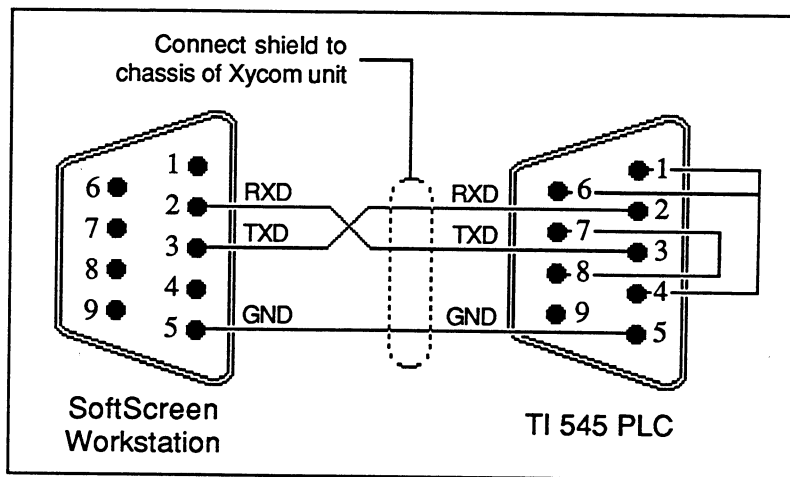 Connect shield to
chassis of Xycom unit
1
6
2
7
3
8
4
9
5
RXD
TXD
GND
RXD
TXD
GND
1
6
2
7
3
8
4
9
5
SoftScreen
Workstation
TI 545 PLC